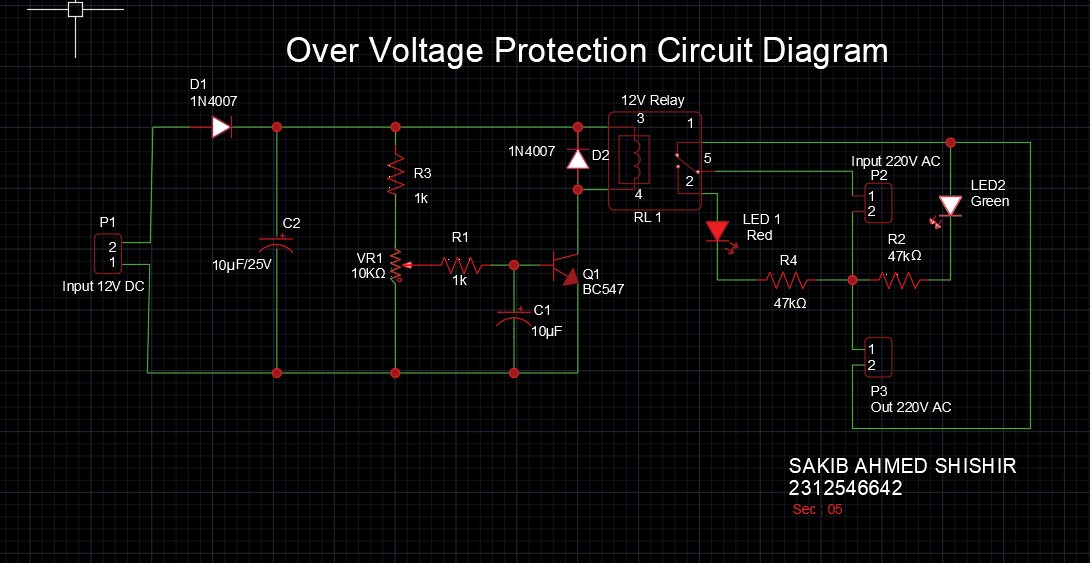 Over Voltage Protection Circuit Diagram
D1
1N4007
12V Relay
3
1
1N4007
D2
5
2
4
RL 1
R3
1k
Input 220V AC
P2
1
2
LED2
Green
P1
2
1
Input 12V DC
C2
10µF/25V
VR1
10KΩ
R1
1k
Q1
BC547
C1
10µF
LED 1
Red
R4
47kΩ
R2
47kΩ
1
2
P3
Out 220V AC
SAKIB AHMED SHISHIR
2312546642
Sec : 05